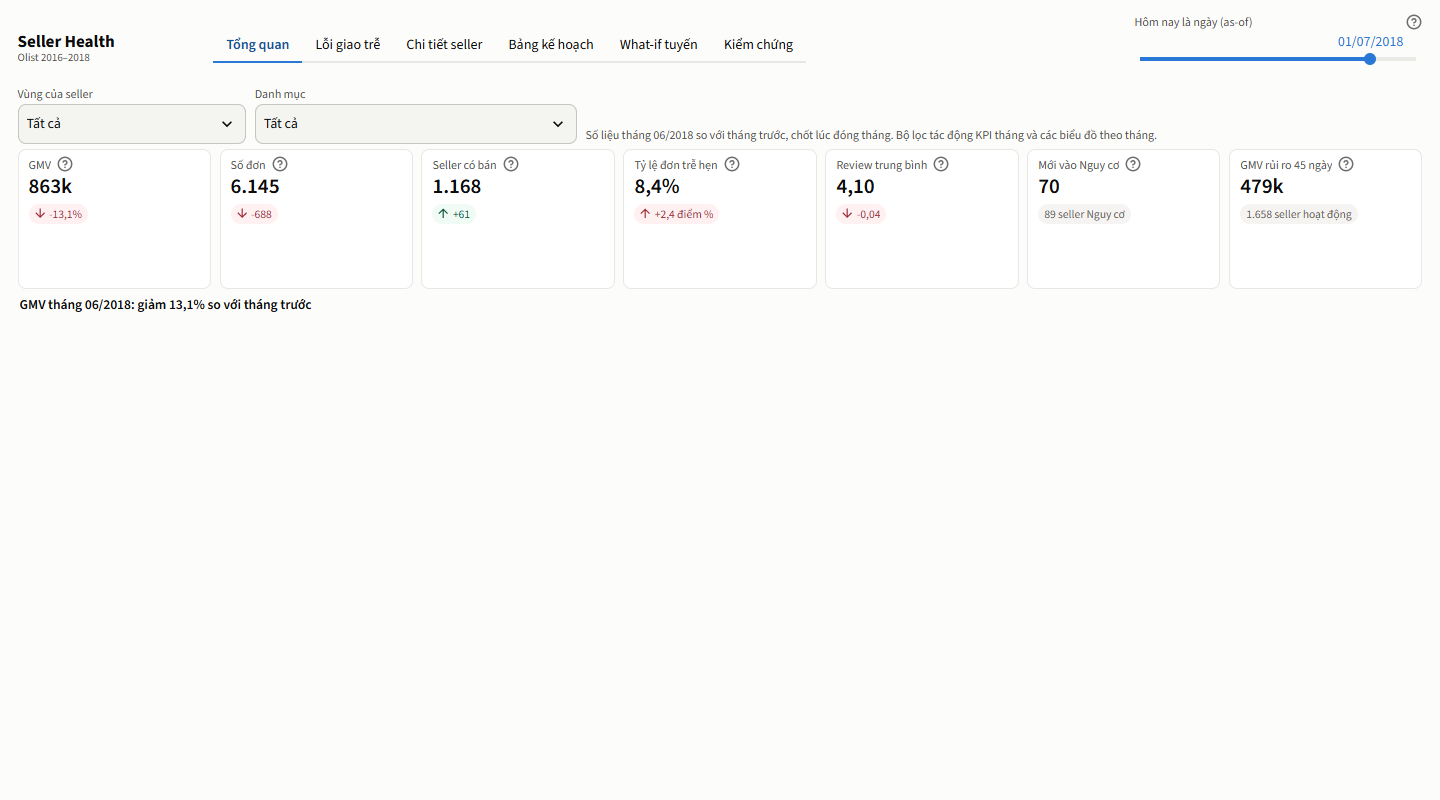 Hôm nay là ngày (as-of)
01/07/2018
Seller Health
Olist 2016–2018
Tổng quan
Lỗi giao trễ
Chi tiết seller
Bảng kế hoạch
What-if tuyến
Kiểm chứng
Vùng của seller
Danh mục
Tất cả
Tất cả
Số liệu tháng 06/2018 so với tháng trước, chốt lúc đóng tháng. Bộ lọc tác động KPI tháng và các biểu đồ theo tháng.
GMV
863k
-13,1%
Số đơn
6.145
-688
Seller có bán
1.168
+61
Tỷ lệ đơn trễ hẹn
8,4%
+2,4 điểm %
Review trung bình
4,10
-0,04
Mới vào Nguy cơ
70
89 seller Nguy cơ
GMV rủi ro 45 ngày
479k
1.658 seller hoạt động
GMV tháng 06/2018: giảm 13,1% so với tháng trước